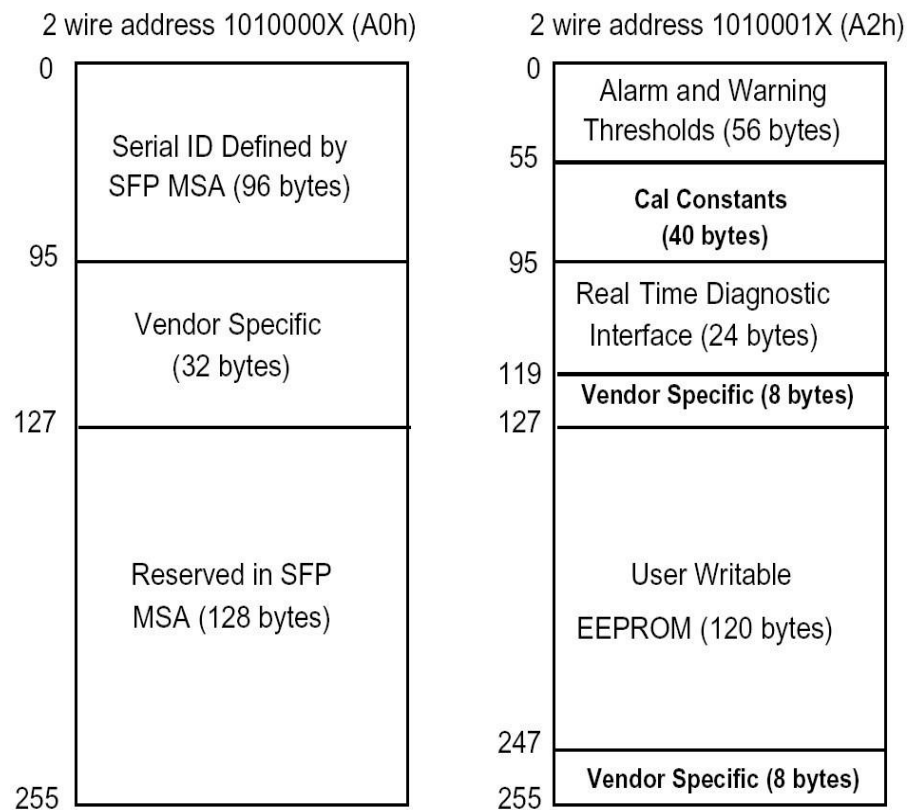 2 wire address 1010000X (A0h)
0
Serial ID Defined by
SFP MSA (96 bytes)
95
Vendor Specific
(32 bytes)
127
Reserved in SFP
MSA (128 bytes)
255
2 wire address 1010001X (A2h)
0
Alarm and Warning
Thresholds (56 bytes)
55
Cal Constants
(40 bytes)
95
Real Time Diagnostic
Interface (24 bytes)
119
Vendor Specific (8 bytes)
127
User Writable
EEPROM (120 bytes)
247
Vendor Specific (8 bytes)
255